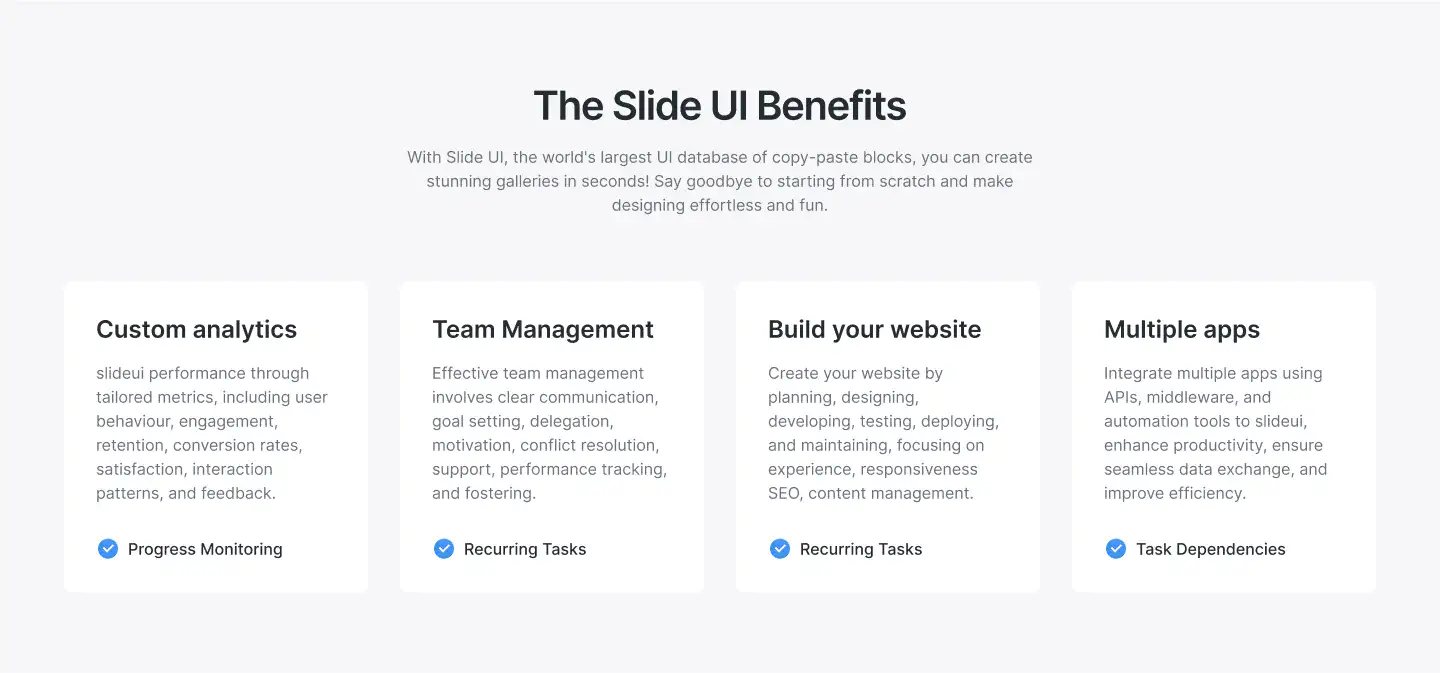 The Slide UI Benefits
With Slide UI, the world's largest UI database of copy-paste blocks, you can create
stunning galleries in seconds! Say goodbye to starting from scratch and make
designing effortless and fun.
Custom analytics
slideui performance through
tailored metrics, including user
behaviour, engagement,
retention, conversion rates,
satisfaction, interaction
patterns, and feedback.
Progress Monitoring
Team Management
Effective team management
involves clear communication,
goal setting, delegation,
motivation, conflict resolution,
support, performance tracking,
and fostering.
Recurring Tasks
Build your website
Create your website by
planning, designing,
developing, testing, deploying,
and maintaining, focusing on
experience, responsiveness
SEO, content management.
Recurring Tasks
Multiple apps
Integrate multiple apps using
APIs, middleware, and
automation tools to slideui,
enhance productivity, ensure
seamless data exchange, and
improve efficiency.
Task Dependencies